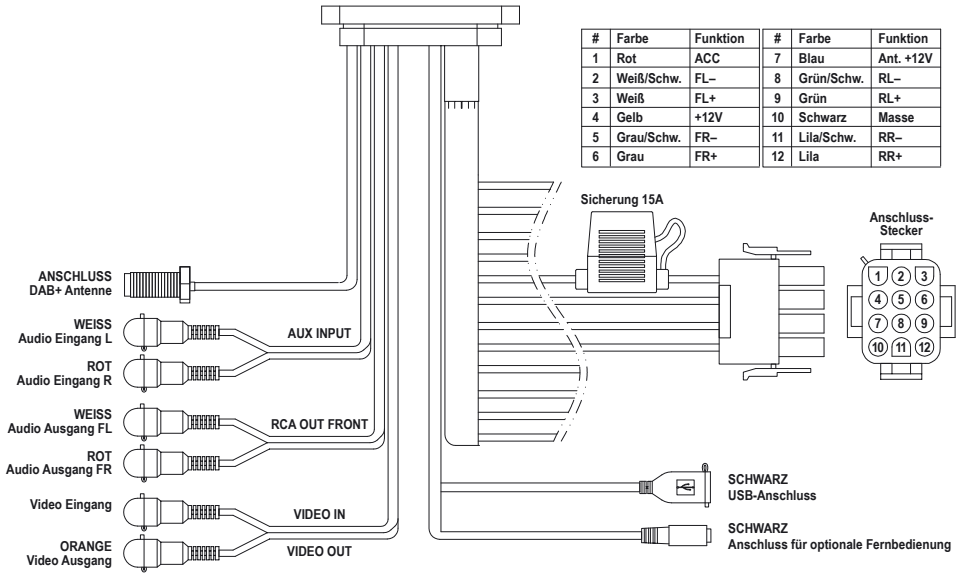 # Farbe Funktion # Farbe Funktion
1 Rot ACC 7 Blau Ant. +12V
2 Weiß/Schw. FL– 8 Grün/Schw. RL–
3 Weiß FL+ 9 Grün RL+
4 Gelb +12V 10 Schwarz Masse
5 Grau/Schw. FR– 11 Lila/Schw. RR–
6 Grau FR+ 12 Lila RR+
Sicherung 15A
Anschluss-
Stecker
1 2 3
4 5 6
7 8 9
10 11 12
ANSCHLUSS
DAB+ Antenne
WEISS
Audio Eingang L
AUX INPUT
ROT
Audio Eingang R
WEISS
Audio Ausgang FL
RCA OUT FRONT
ROT
Audio Ausgang FR
Video Eingang
VIDEO IN
ORANGE
Video Ausgang
VIDEO OUT
SCHWARZ
USB-Anschluss
SCHWARZ
Anschluss für optionale Fernbedienung